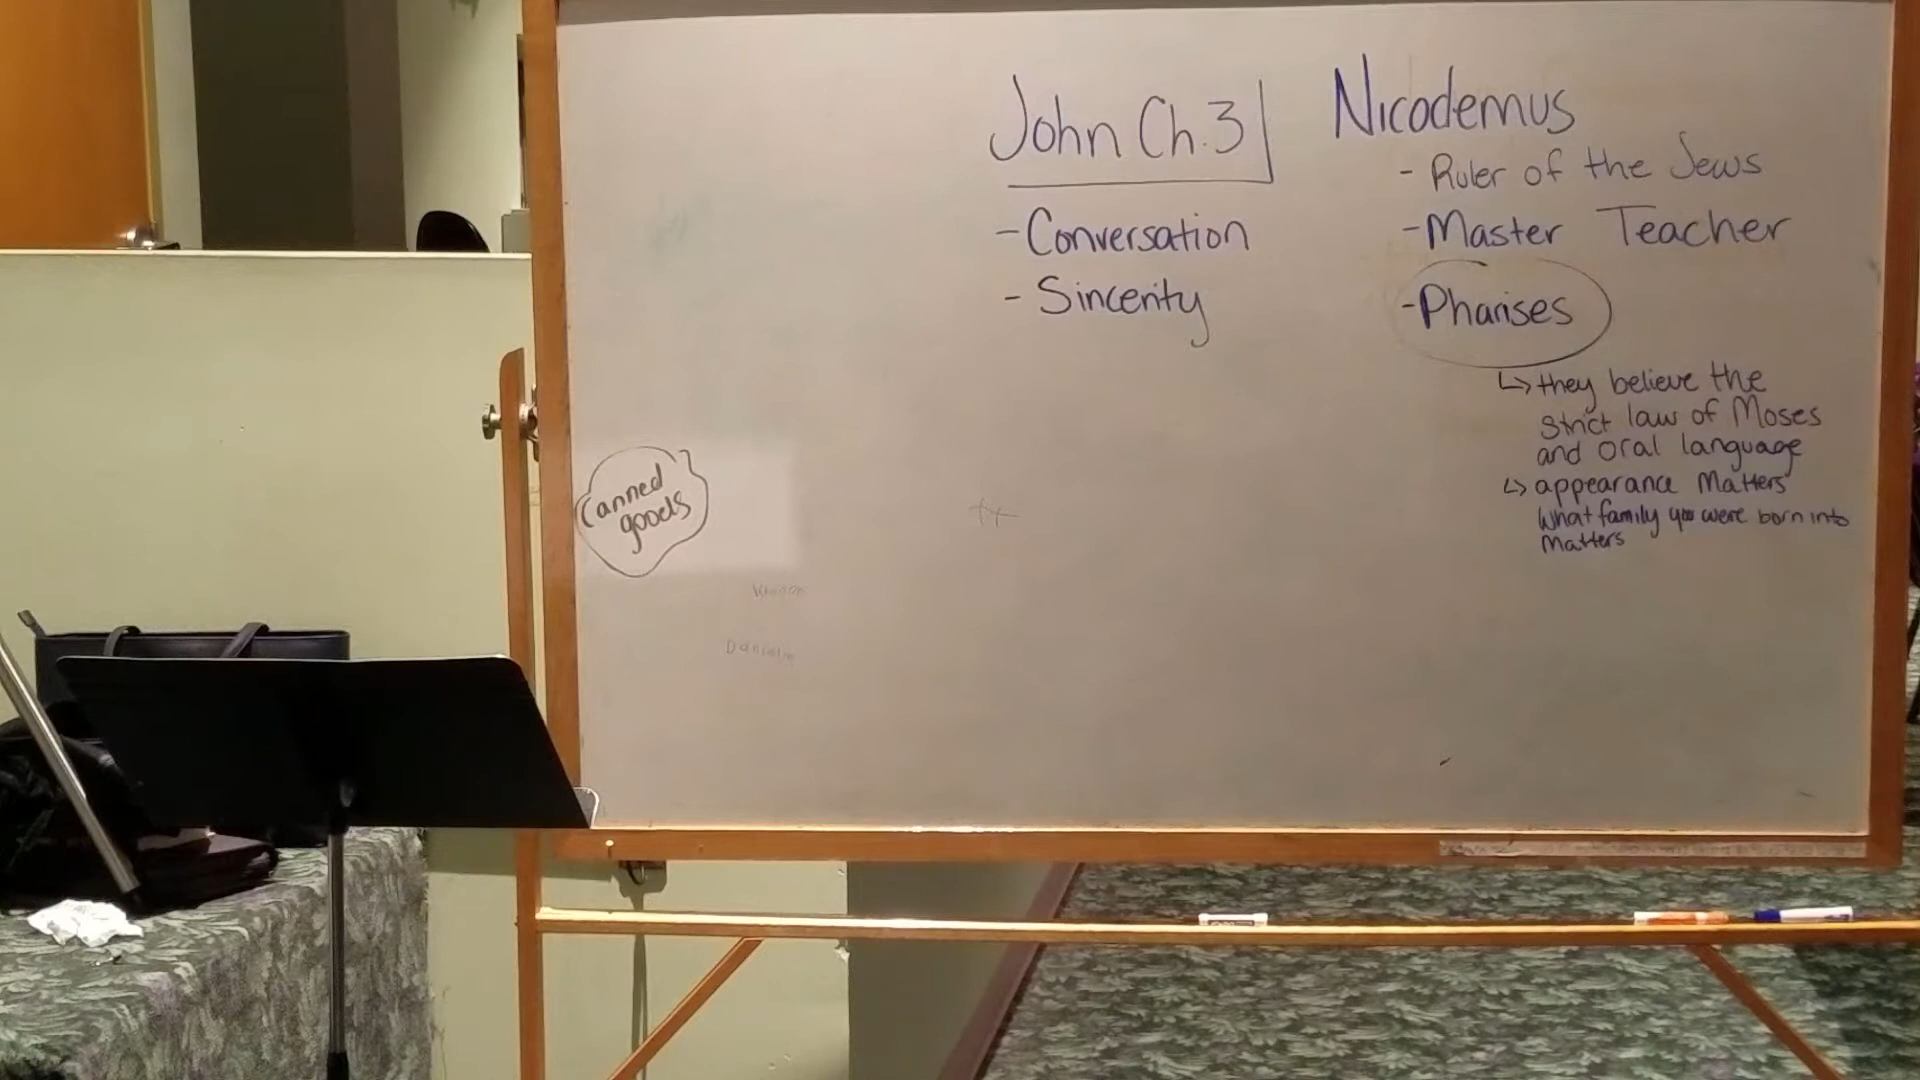 John Ch.3
- Conversation
- Sincerity
Nicodemus
- Ruler of the Jews
- Master Teacher
- Pharises
↳ they believe the
strict law of Moses
and oral language
↳ appearance Matters
What family you were born into
Matters
Canned
goods